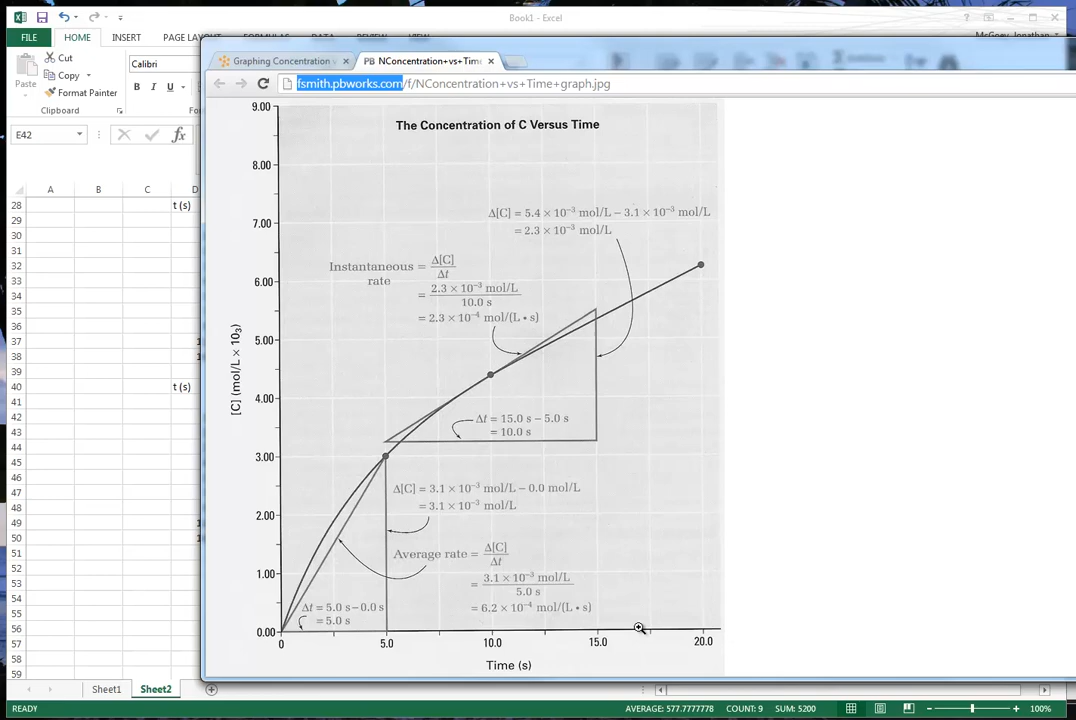 Book1 - Excel
FILE HOME INSERT PAGE LAY
McGoey, Jonathan
Cut
Copy
Format Painter
Paste
Clipboard
Calibri
B I U
E42
fx
A B C D
28 t (s)
29
30
31
32
33
34
35
36
37
38
39
40 t (s)
41
42
43
44
45
46
47
48
49
50
51
52
53
54
55
56
57
58
59
Graphing Concentration v
PB NConcentration+vs+Time
fsmith.pbworks.com/f/NConcentration+vs+Time+graph.jpg
The Concentration of C Versus Time
9.00
8.00
7.00
6.00
5.00
4.00
3.00
2.00
1.00
0.00
[C] (mol/L × 10₃)
Δ[C] = 5.4 × 10⁻³ mol/L − 3.1 × 10⁻³ mol/L
= 2.3 × 10⁻³ mol/L
Instantaneous rate = Δ[C]/Δt
= 2.3 × 10⁻³ mol/L / 10.0 s
= 2.3 × 10⁻⁴ mol/(L • s)
Δt = 15.0 s − 5.0 s
= 10.0 s
Δ[C] = 3.1 × 10⁻³ mol/L − 0.0 mol/L
= 3.1 × 10⁻³ mol/L
Average rate = Δ[C]/Δt
= 3.1 × 10⁻³ mol/L / 5.0 s
= 6.2 × 10⁻⁴ mol/(L • s)
Δt = 5.0 s − 0.0 s
= 5.0 s
0 5.0 10.0 15.0 20.0
Time (s)
Sheet1 Sheet2
READY
AVERAGE: 577.7777778 COUNT: 9 SUM: 5200
100%